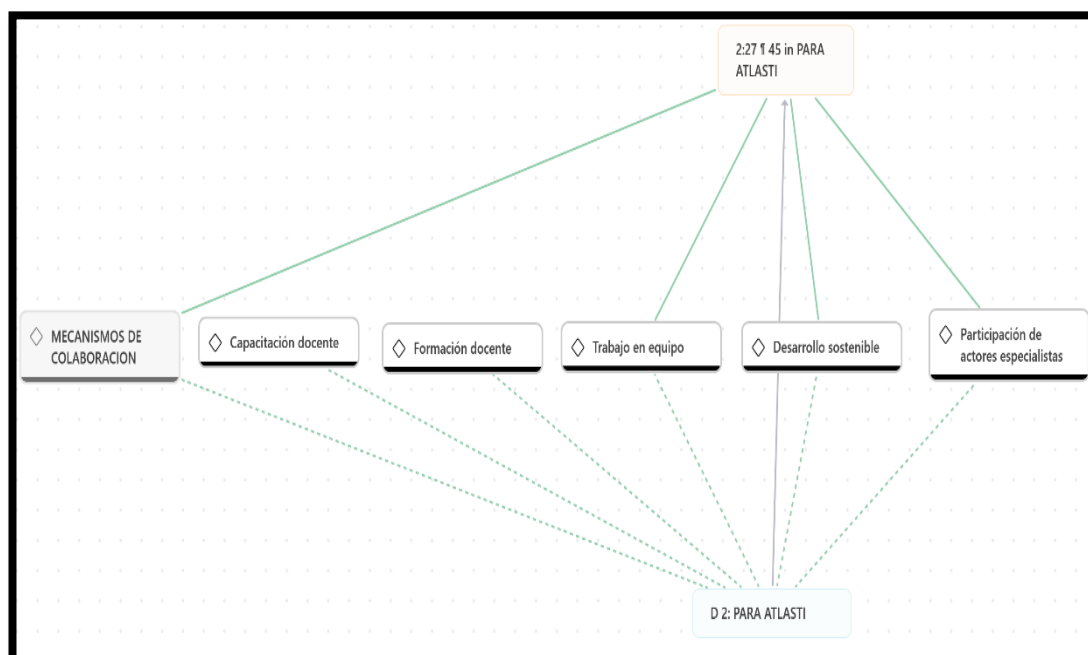 2:27 ¶ 45 in PARA
ATLASTI
MECANISMOS DE
COLABORACION
Capacitación docente
Formación docente
Trabajo en equipo
Desarrollo sostenible
Participación de
actores especialistas
D 2: PARA ATLASTI